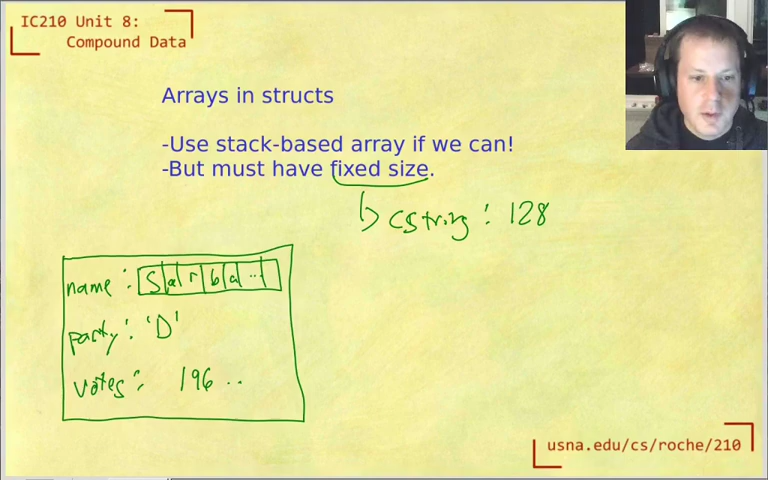 IC210 Unit 8:
Compound Data
Arrays in structs
-Use stack-based array if we can!
-But must have fixed size.
cstring: 128
name: S a r b a ..
party: 'D'
votes: 196 ..
usna.edu/cs/roche/210